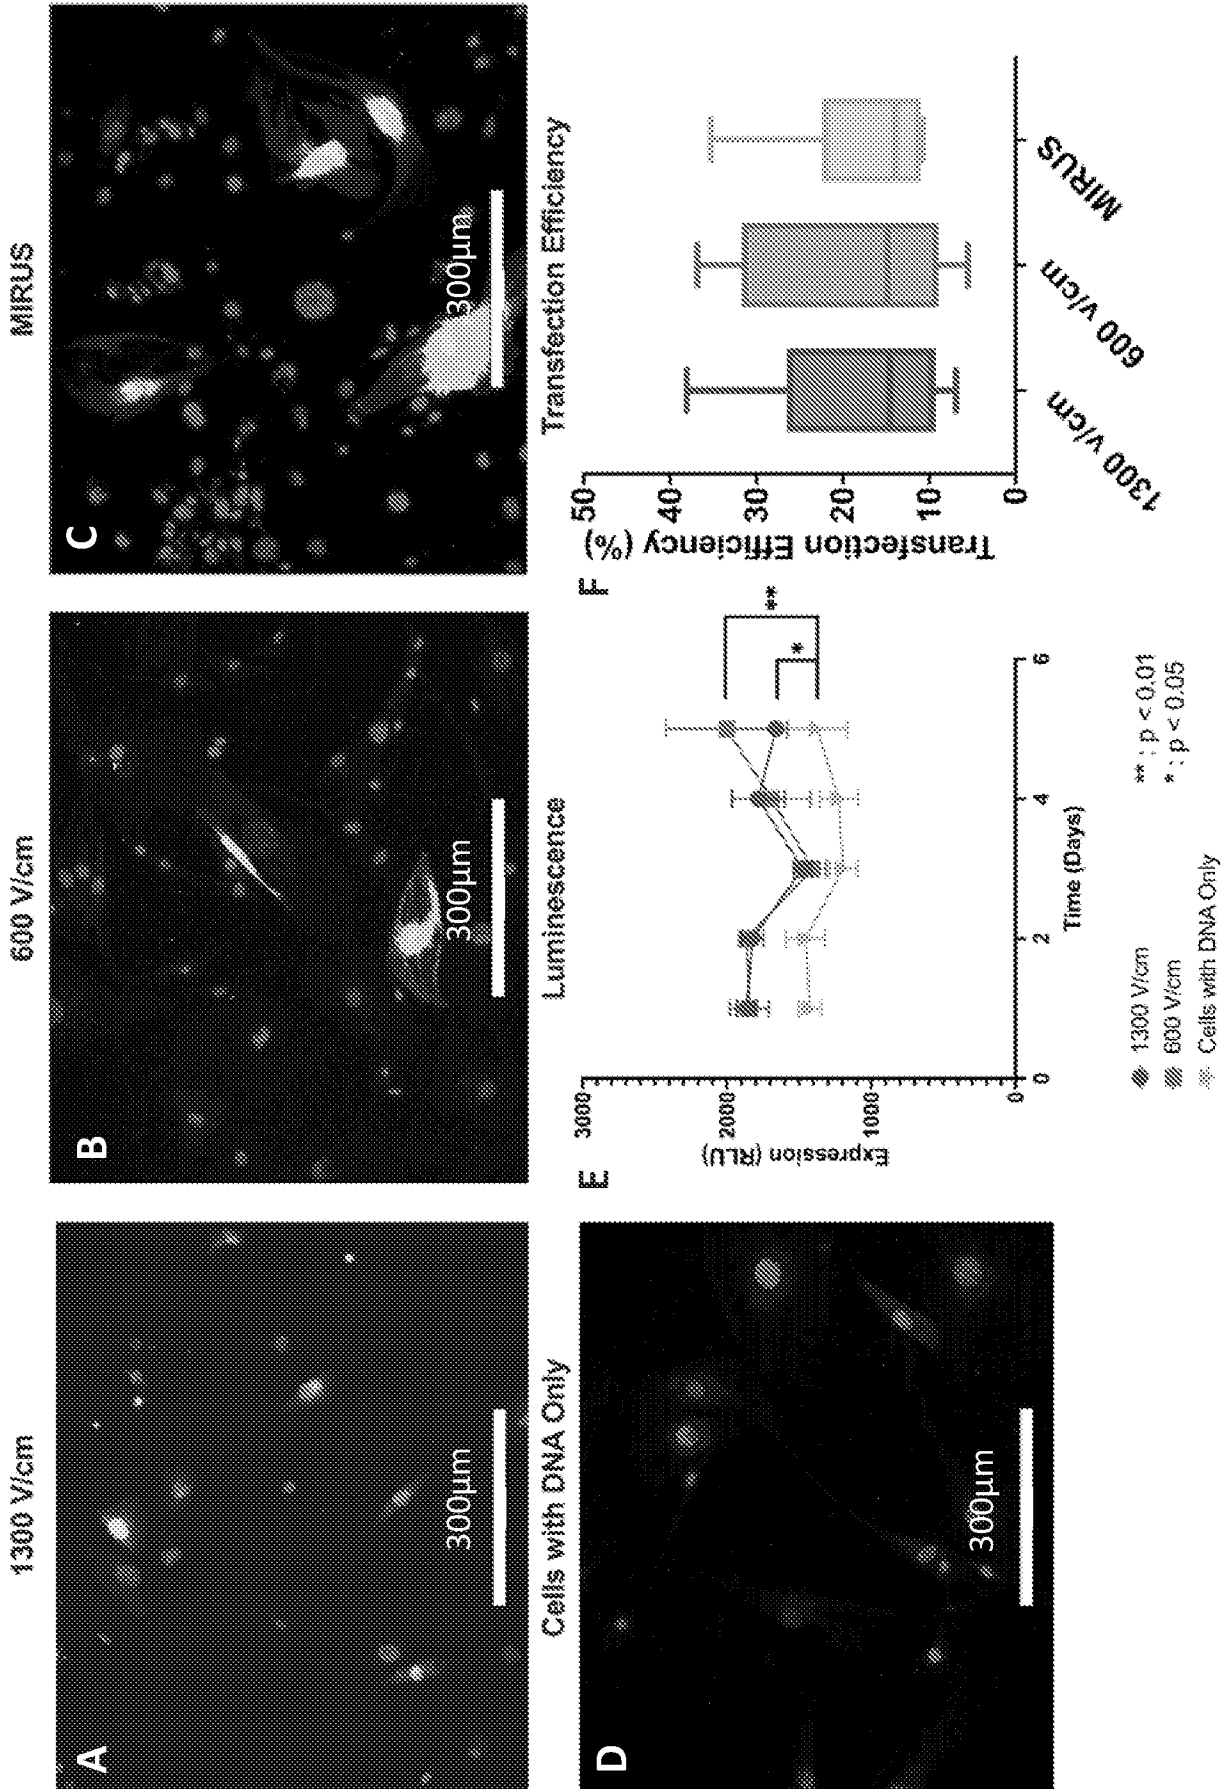 1300 V/cm
600 V/cm
MIRUS
A
300µm
B
300µm
C
300µm
Cells with DNA Only
Luminescence
Transfection Efficiency
D
300µm
E
Expression (RLU)
3000
2000
1000
0
0
2
4
6
Time (Days)
*
**
1300 V/cm
600 V/cm
Cells with DNA Only
** : p < 0.01
* : p < 0.05
F
Transfection Efficiency (%)
50
40
30
20
10
0
1300 v/cm
600 v/cm
MIRUS